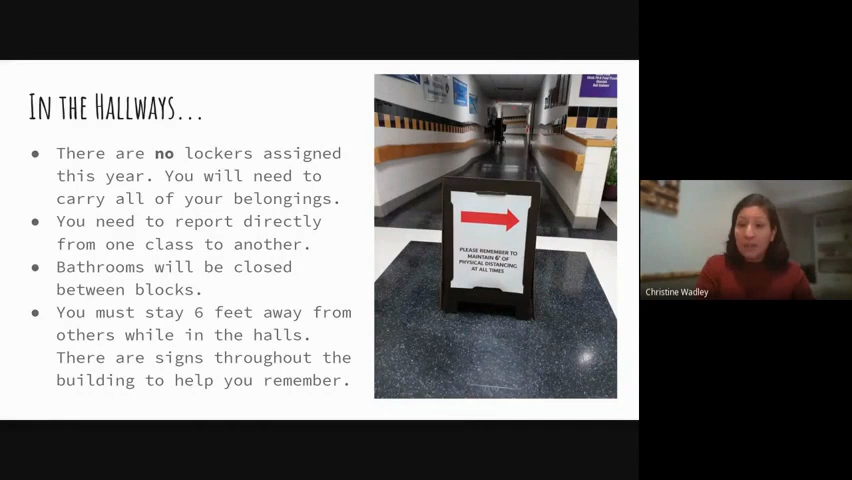 In the Hallways...
● There are no lockers assigned
this year. You will need to
carry all of your belongings.
● You need to report directly
from one class to another.
● Bathrooms will be closed
between blocks.
● You must stay 6 feet away from
others while in the halls.
There are signs throughout the
building to help you remember.
PLEASE REMEMBER TO
MAINTAIN 6' OF
PHYSICAL DISTANCING
AT ALL TIMES
Christine Wadley